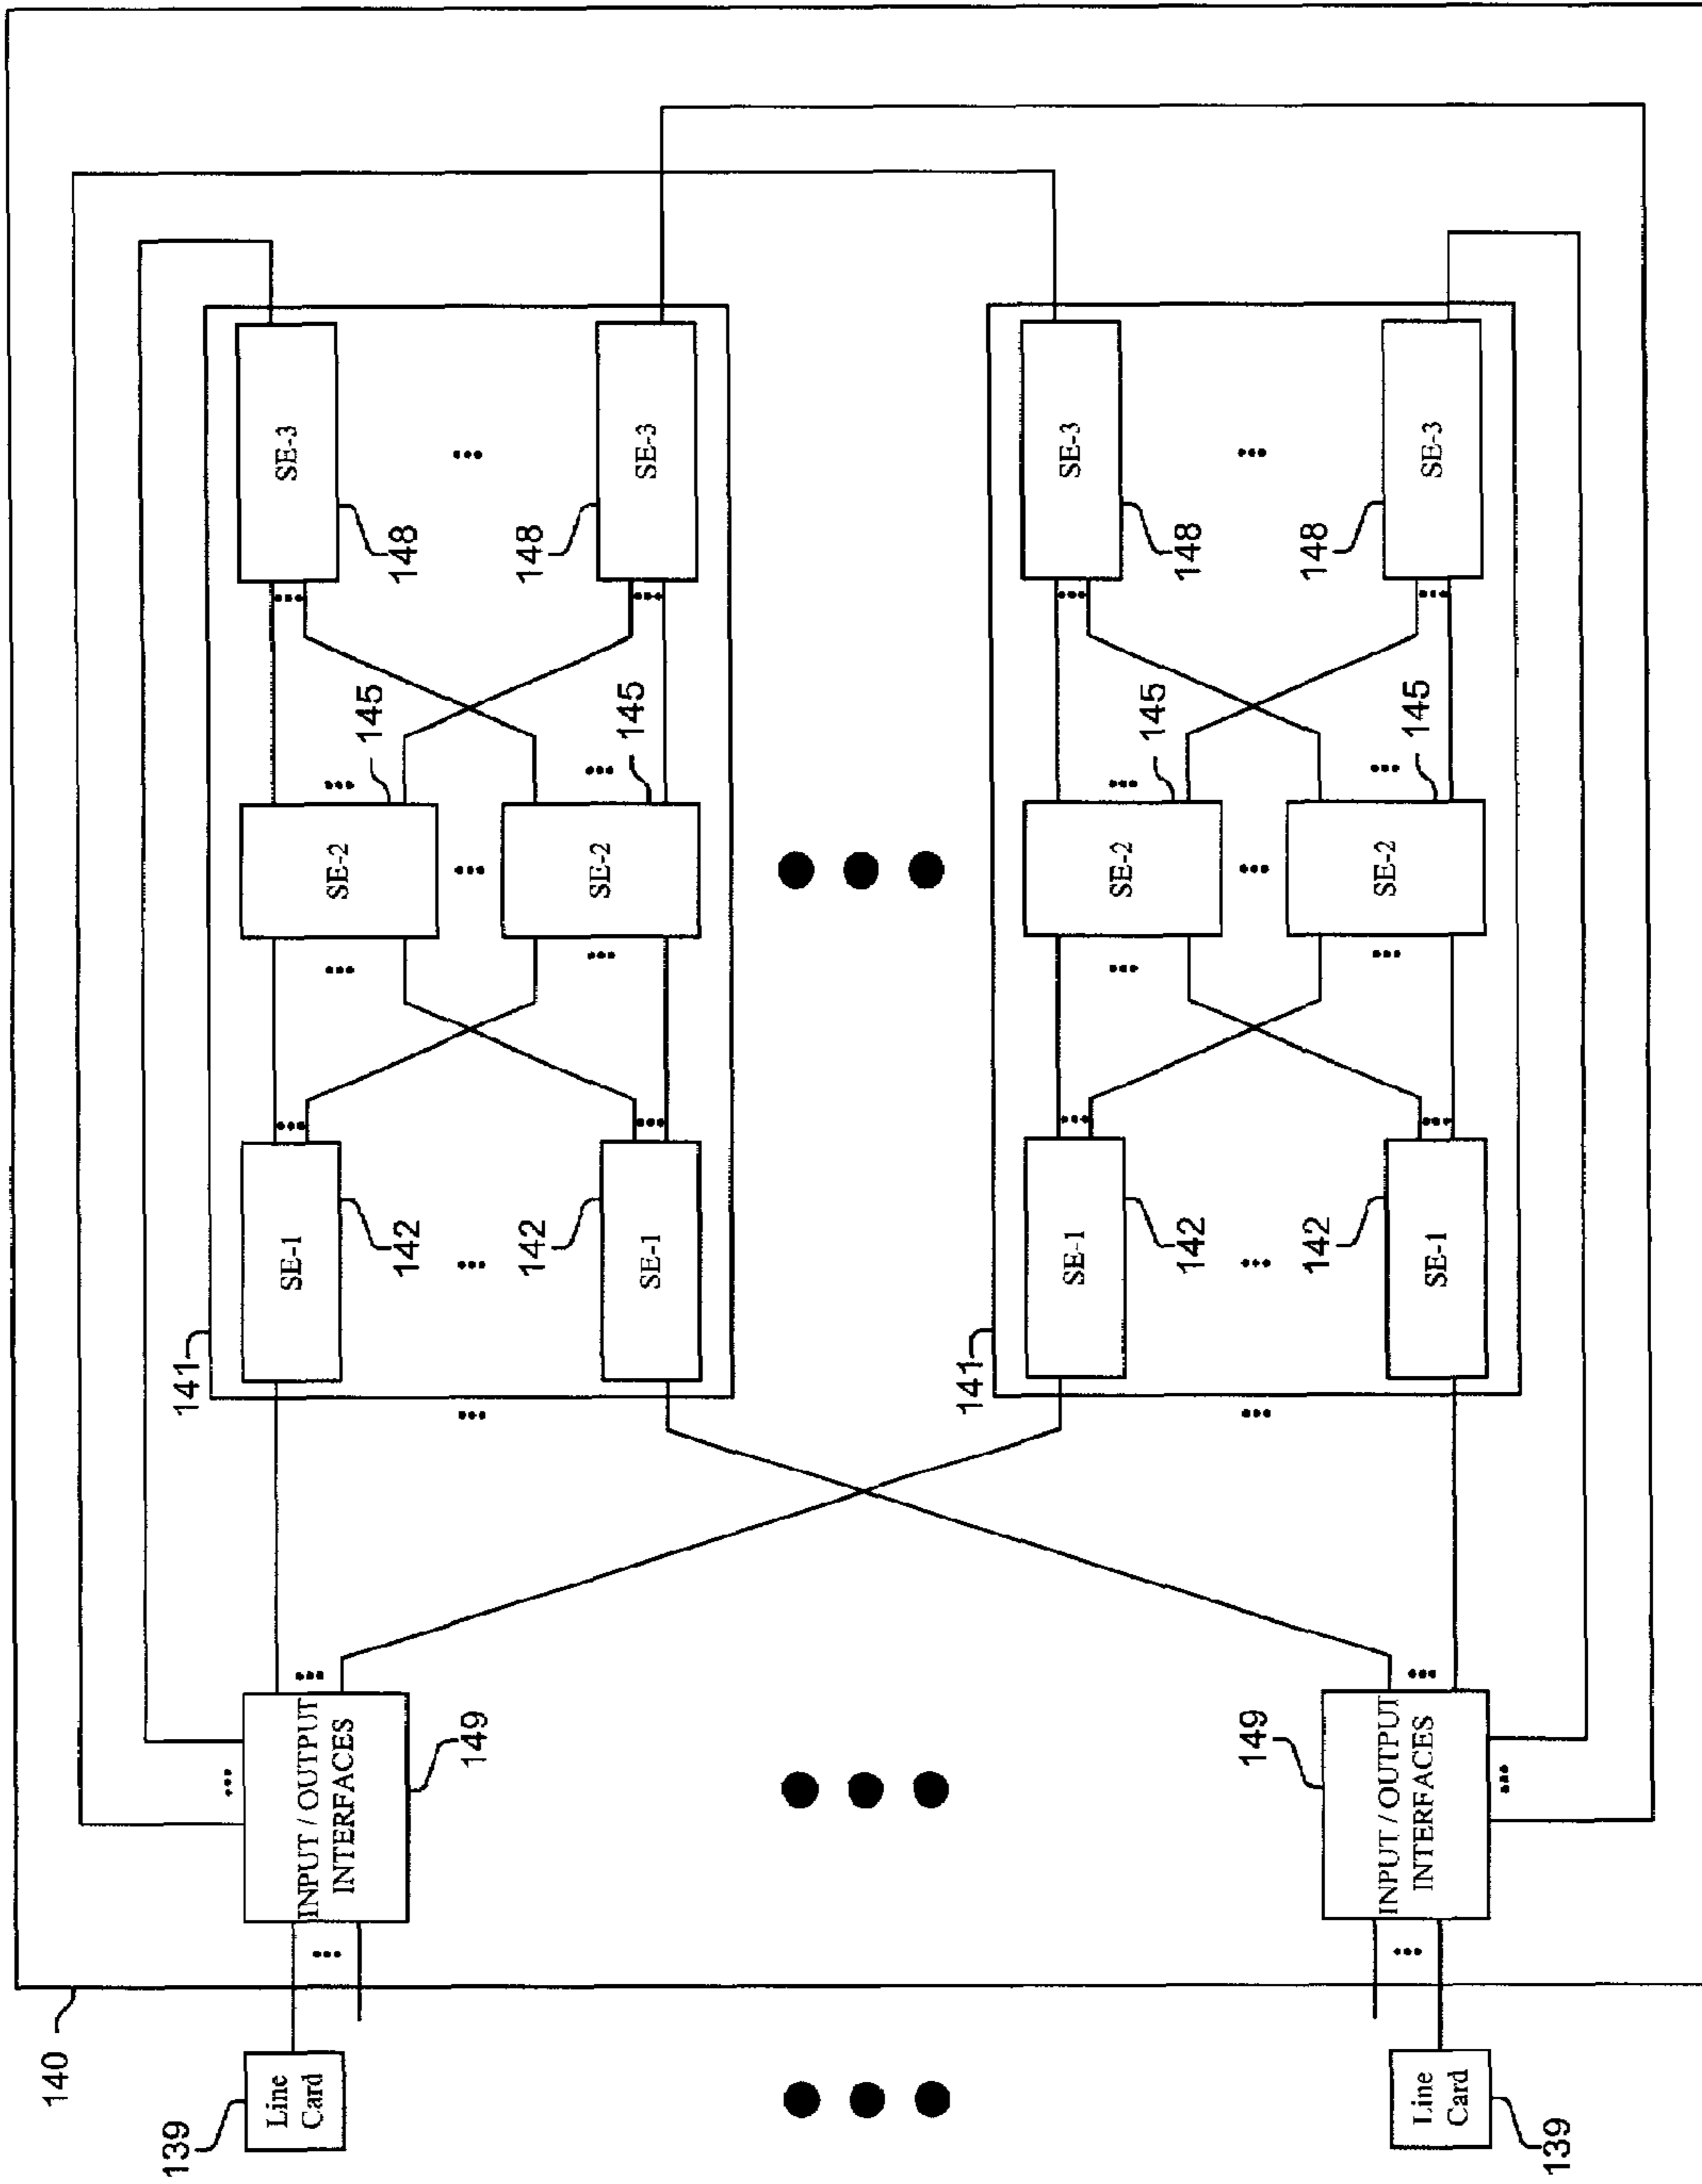 140
139
141
Line
Card
INPUT / OUTPUT
INTERFACES
SE-1
SE-2
SE-3
145
142
148
149
142
148
145
SE-1
SE-2
SE-3
141
SE-1
SE-2
SE-3
145
142
148
149
142
148
145
Line
Card
INPUT / OUTPUT
INTERFACES
SE-1
SE-2
SE-3
139